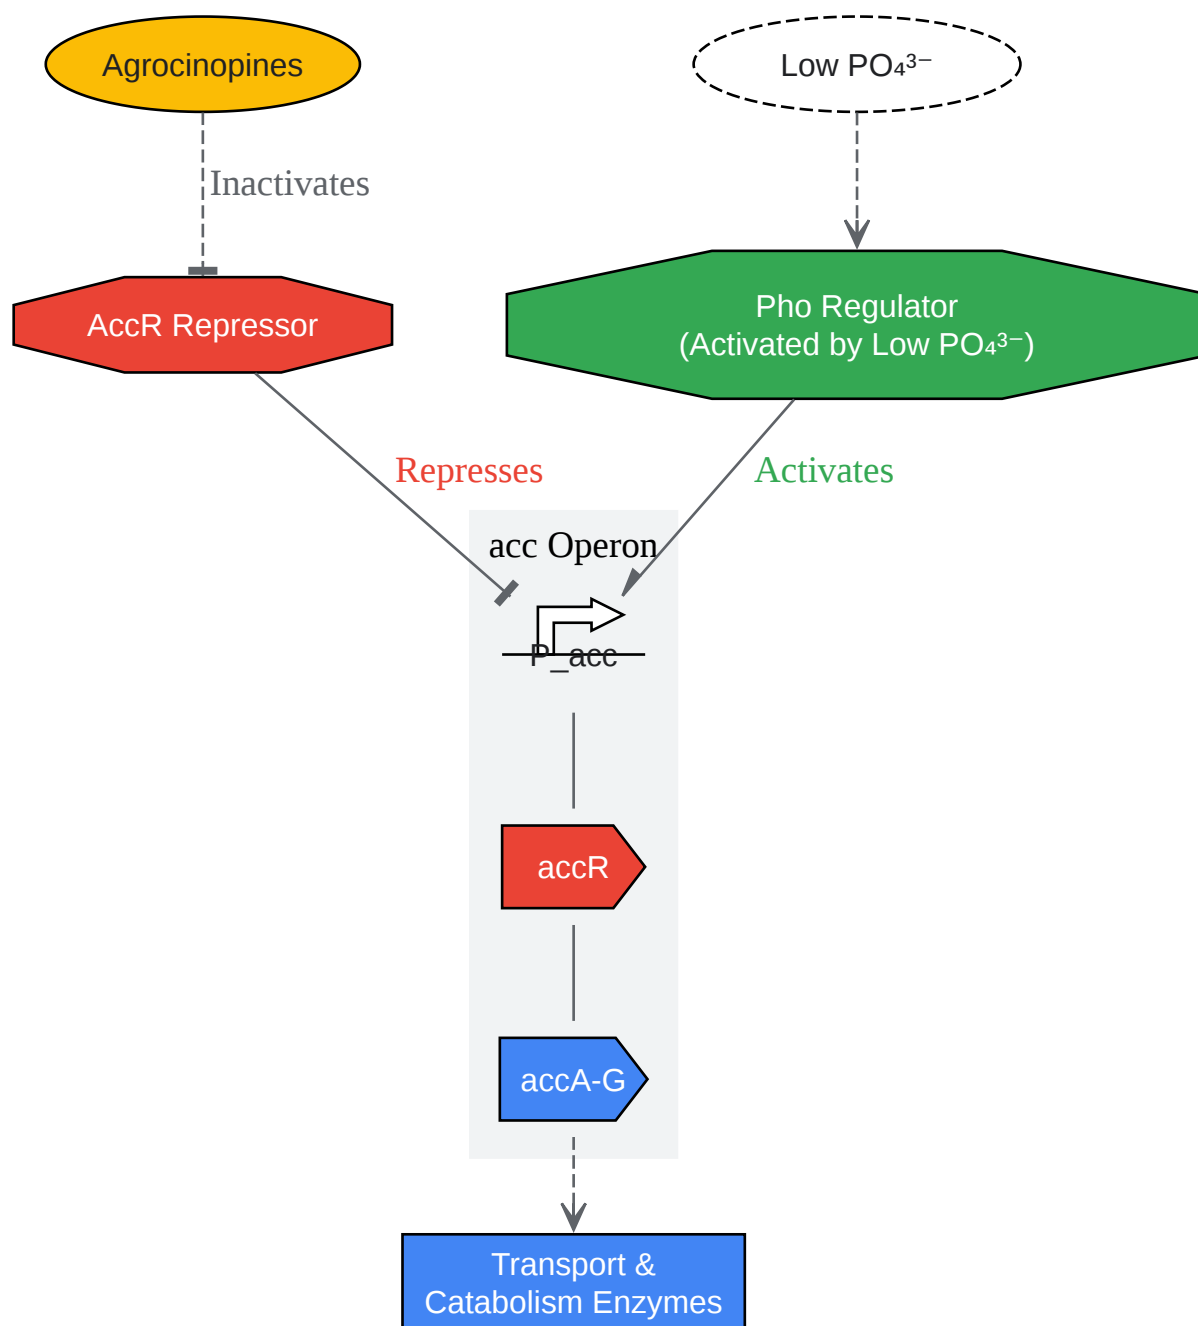 Agrocinopines
Low PO₄³⁻
Inactivates
AccR Repressor
Pho Regulator
(Activated by Low PO₄³⁻)
Represses
Activates
acc Operon
P_acc
accR
accA-G
Transport &
Catabolism Enzymes